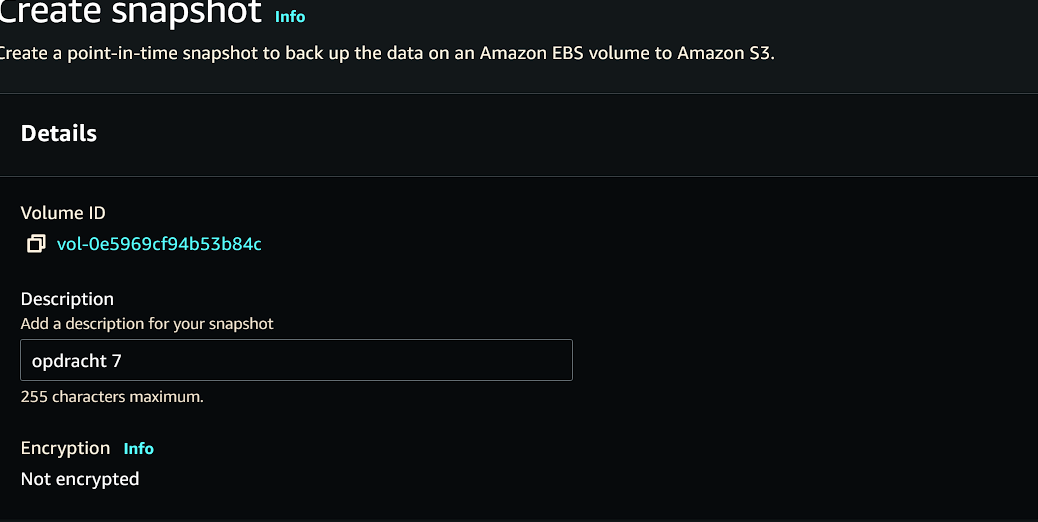 Create snapshot Info
Create a point-in-time snapshot to back up the data on an Amazon EBS volume to Amazon S3.
Details
Volume ID
vol-0e5969cf94b53b84c
Description
Add a description for your snapshot
opdracht 7
255 characters maximum.
Encryption Info
Not encrypted